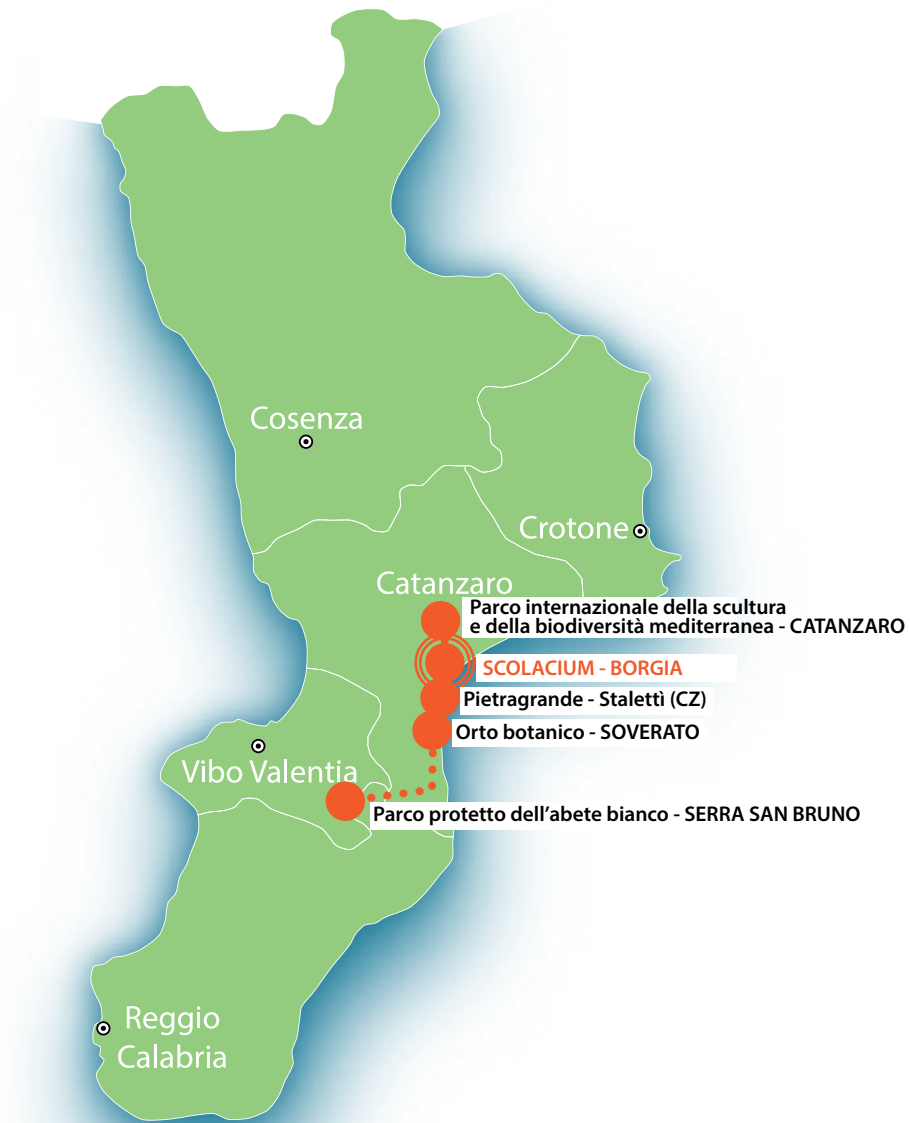 Cosenza
Crotone
Catanzaro
Parco internazionale della scultura
e della biodiversità mediterranea - CATANZARO
SCOLACIUM - BORGIA
Pietragrande - Stalettì (CZ)
Orto botanico - SOVERATO
Vibo Valentia
Parco protetto dell’abete bianco - SERRA SAN BRUNO
Reggio
Calabria